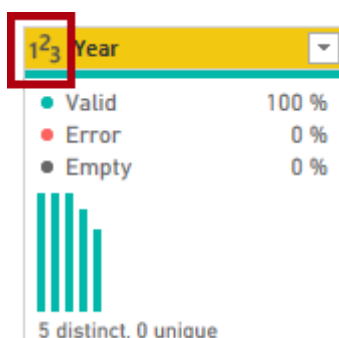 1²3 Year
Valid 100 %
Error 0 %
Empty 0 %
5 distinct, 0 unique